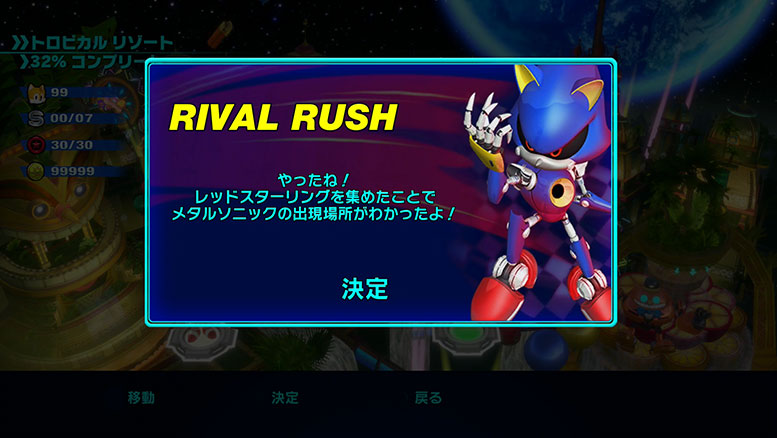 トロピカル リゾート
32% コンプリー
99
00/07
30/30
99999
RIVAL RUSH
やったね！
レッドスターリングを集めたことで
メタルソニックの出現場所がわかったよ！
決定
移動
決定
戻る